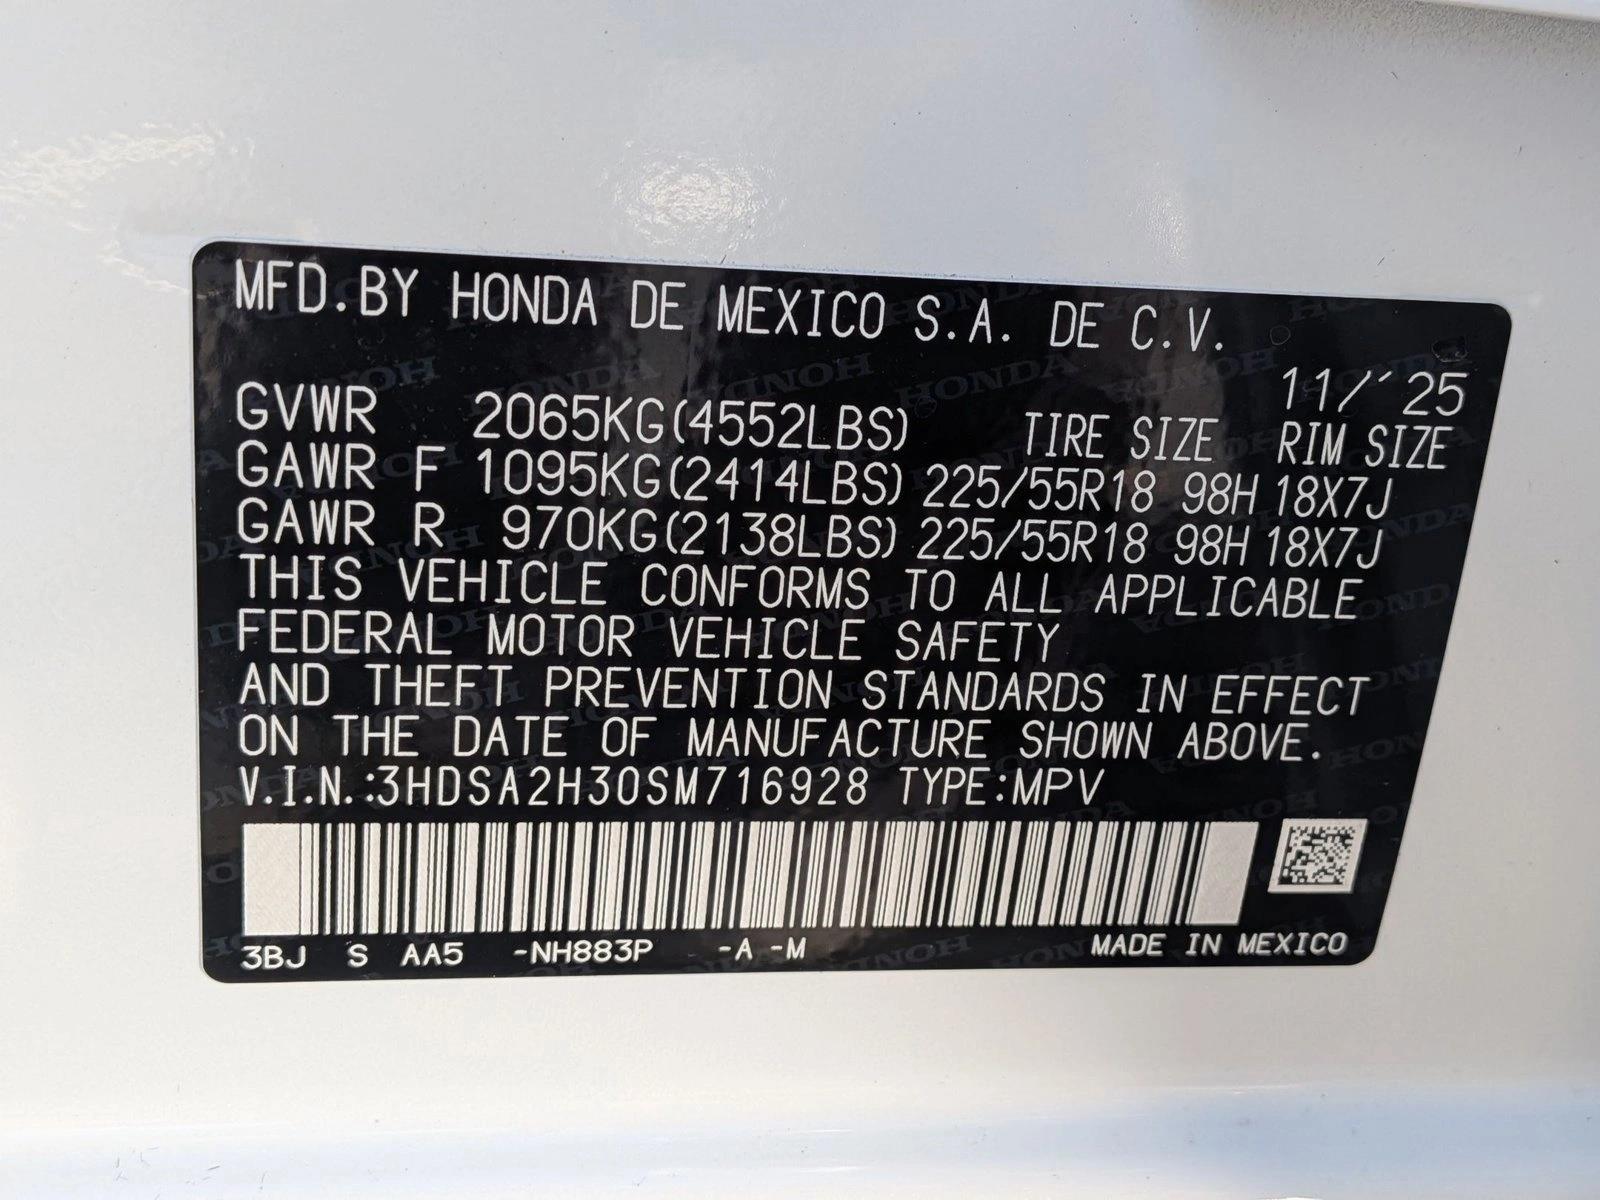 MFD.BY HONDA DE MEXICO S.A. DE C.V.
11/´25
GVWR 2065KG(4552LBS) TIRE SIZE RIM SIZE
GAWR F 1095KG(2414LBS) 225/55R18 98H 18X7J
GAWR R 970KG(2138LBS) 225/55R18 98H 18X7J
THIS VEHICLE CONFORMS TO ALL APPLICABLE
FEDERAL MOTOR VEHICLE SAFETY
AND THEFT PREVENTION STANDARDS IN EFFECT
ON THE DATE OF MANUFACTURE SHOWN ABOVE.
V.I.N.:3HDSA2H30SM716928 TYPE:MPV
3BJ S AA5 -NH883P -A -M MADE IN MEXICO